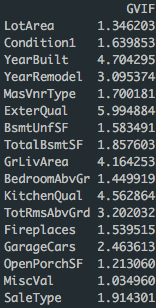 GVIF
LotArea 1.346203
Condition1 1.639853
YearBuilt 4.704295
YearRemodel 3.095374
MasVnrType 1.700181
ExterQual 5.994884
BsmtUnfSF 1.583491
TotalBsmtSF 1.857603
GrLivArea 4.164253
BedroomAbvGr 1.449919
KitchenQual 4.562864
TotRmsAbvGrd 3.202032
Fireplaces 1.539515
GarageCars 2.463613
OpenPorchSF 1.213060
MiscVal 1.034960
SaleType 1.914301